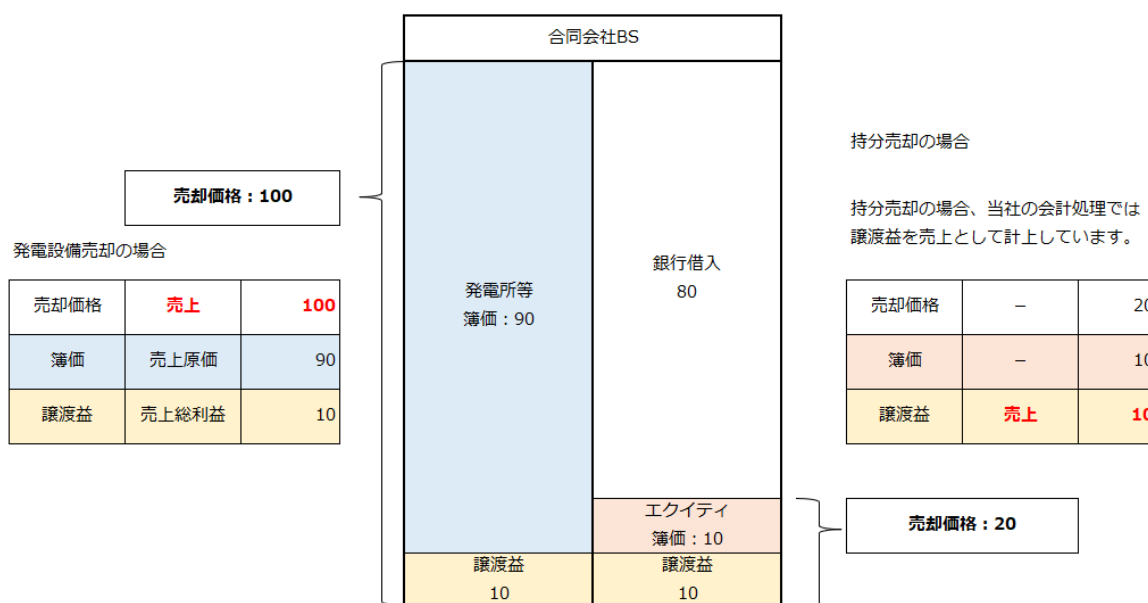 合同会社BS
売却価格：100
発電設備売却の場合
売却価格 売上 100
簿価 売上原価 90
譲渡益 売上総利益 10
発電所等
簿価：90
銀行借入
80
エクイティ
簿価：10
譲渡益
10
譲渡益
10
持分売却の場合
持分売却の場合、当社の会計処理では
譲渡益を売上として計上しています。
売却価格 － 20
簿価 － 10
譲渡益 売上 10
売却価格：20